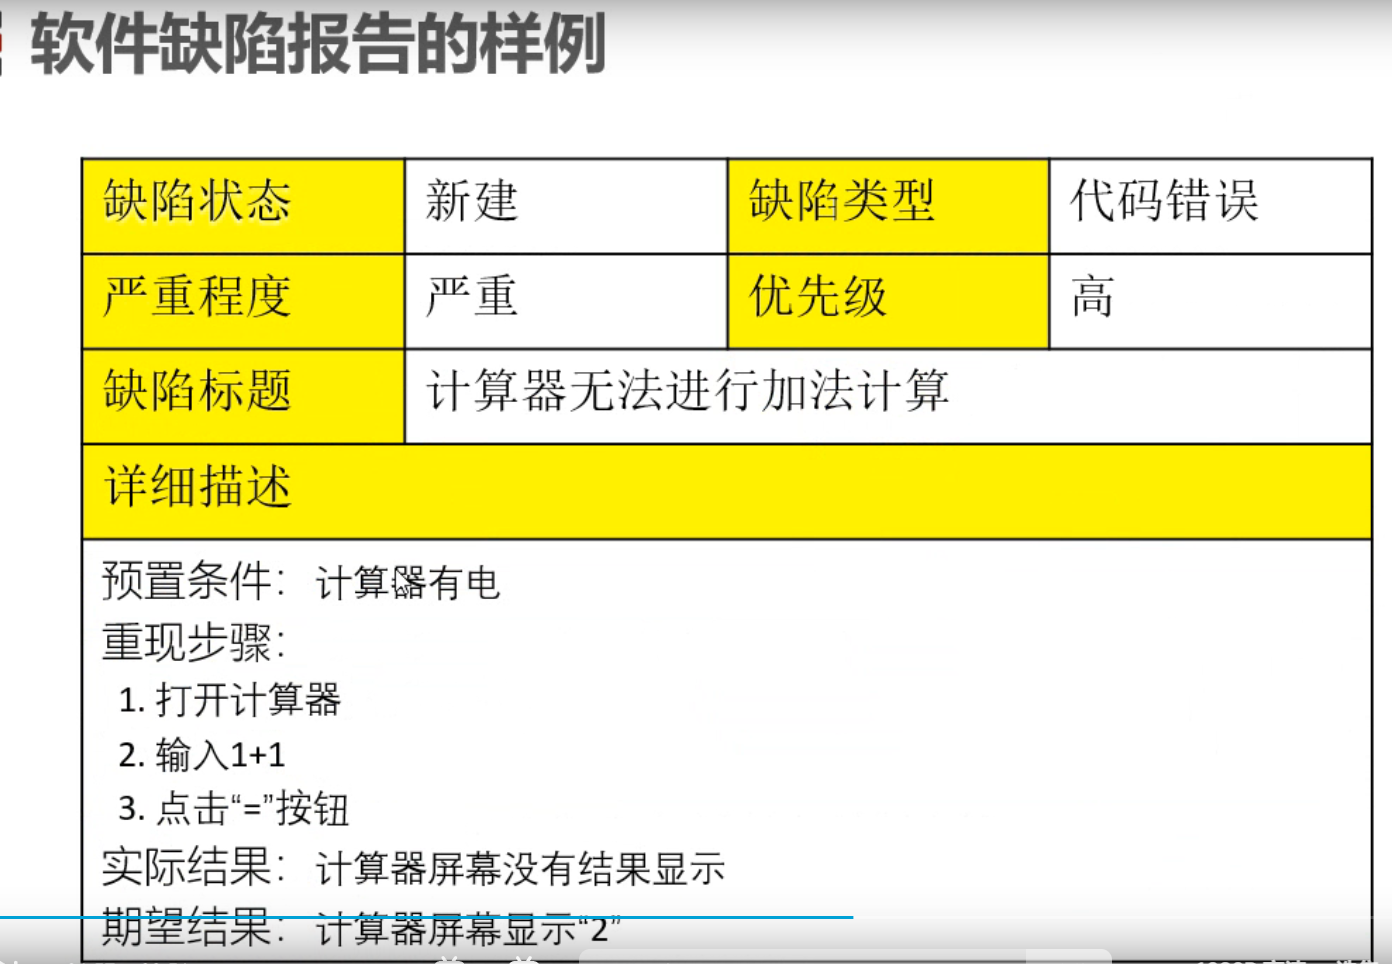 软件缺陷报告的样例
缺陷状态 新建 缺陷类型 代码错误
严重程度 严重 优先级 高
缺陷标题 计算器无法进行加法计算
详细描述
预置条件： 计算器有电
重现步骤：
1. 打开计算器
2. 输入1+1
3. 点击“=”按钮
实际结果： 计算器屏幕没有结果显示
期望结果： 计算器屏幕显示“2”